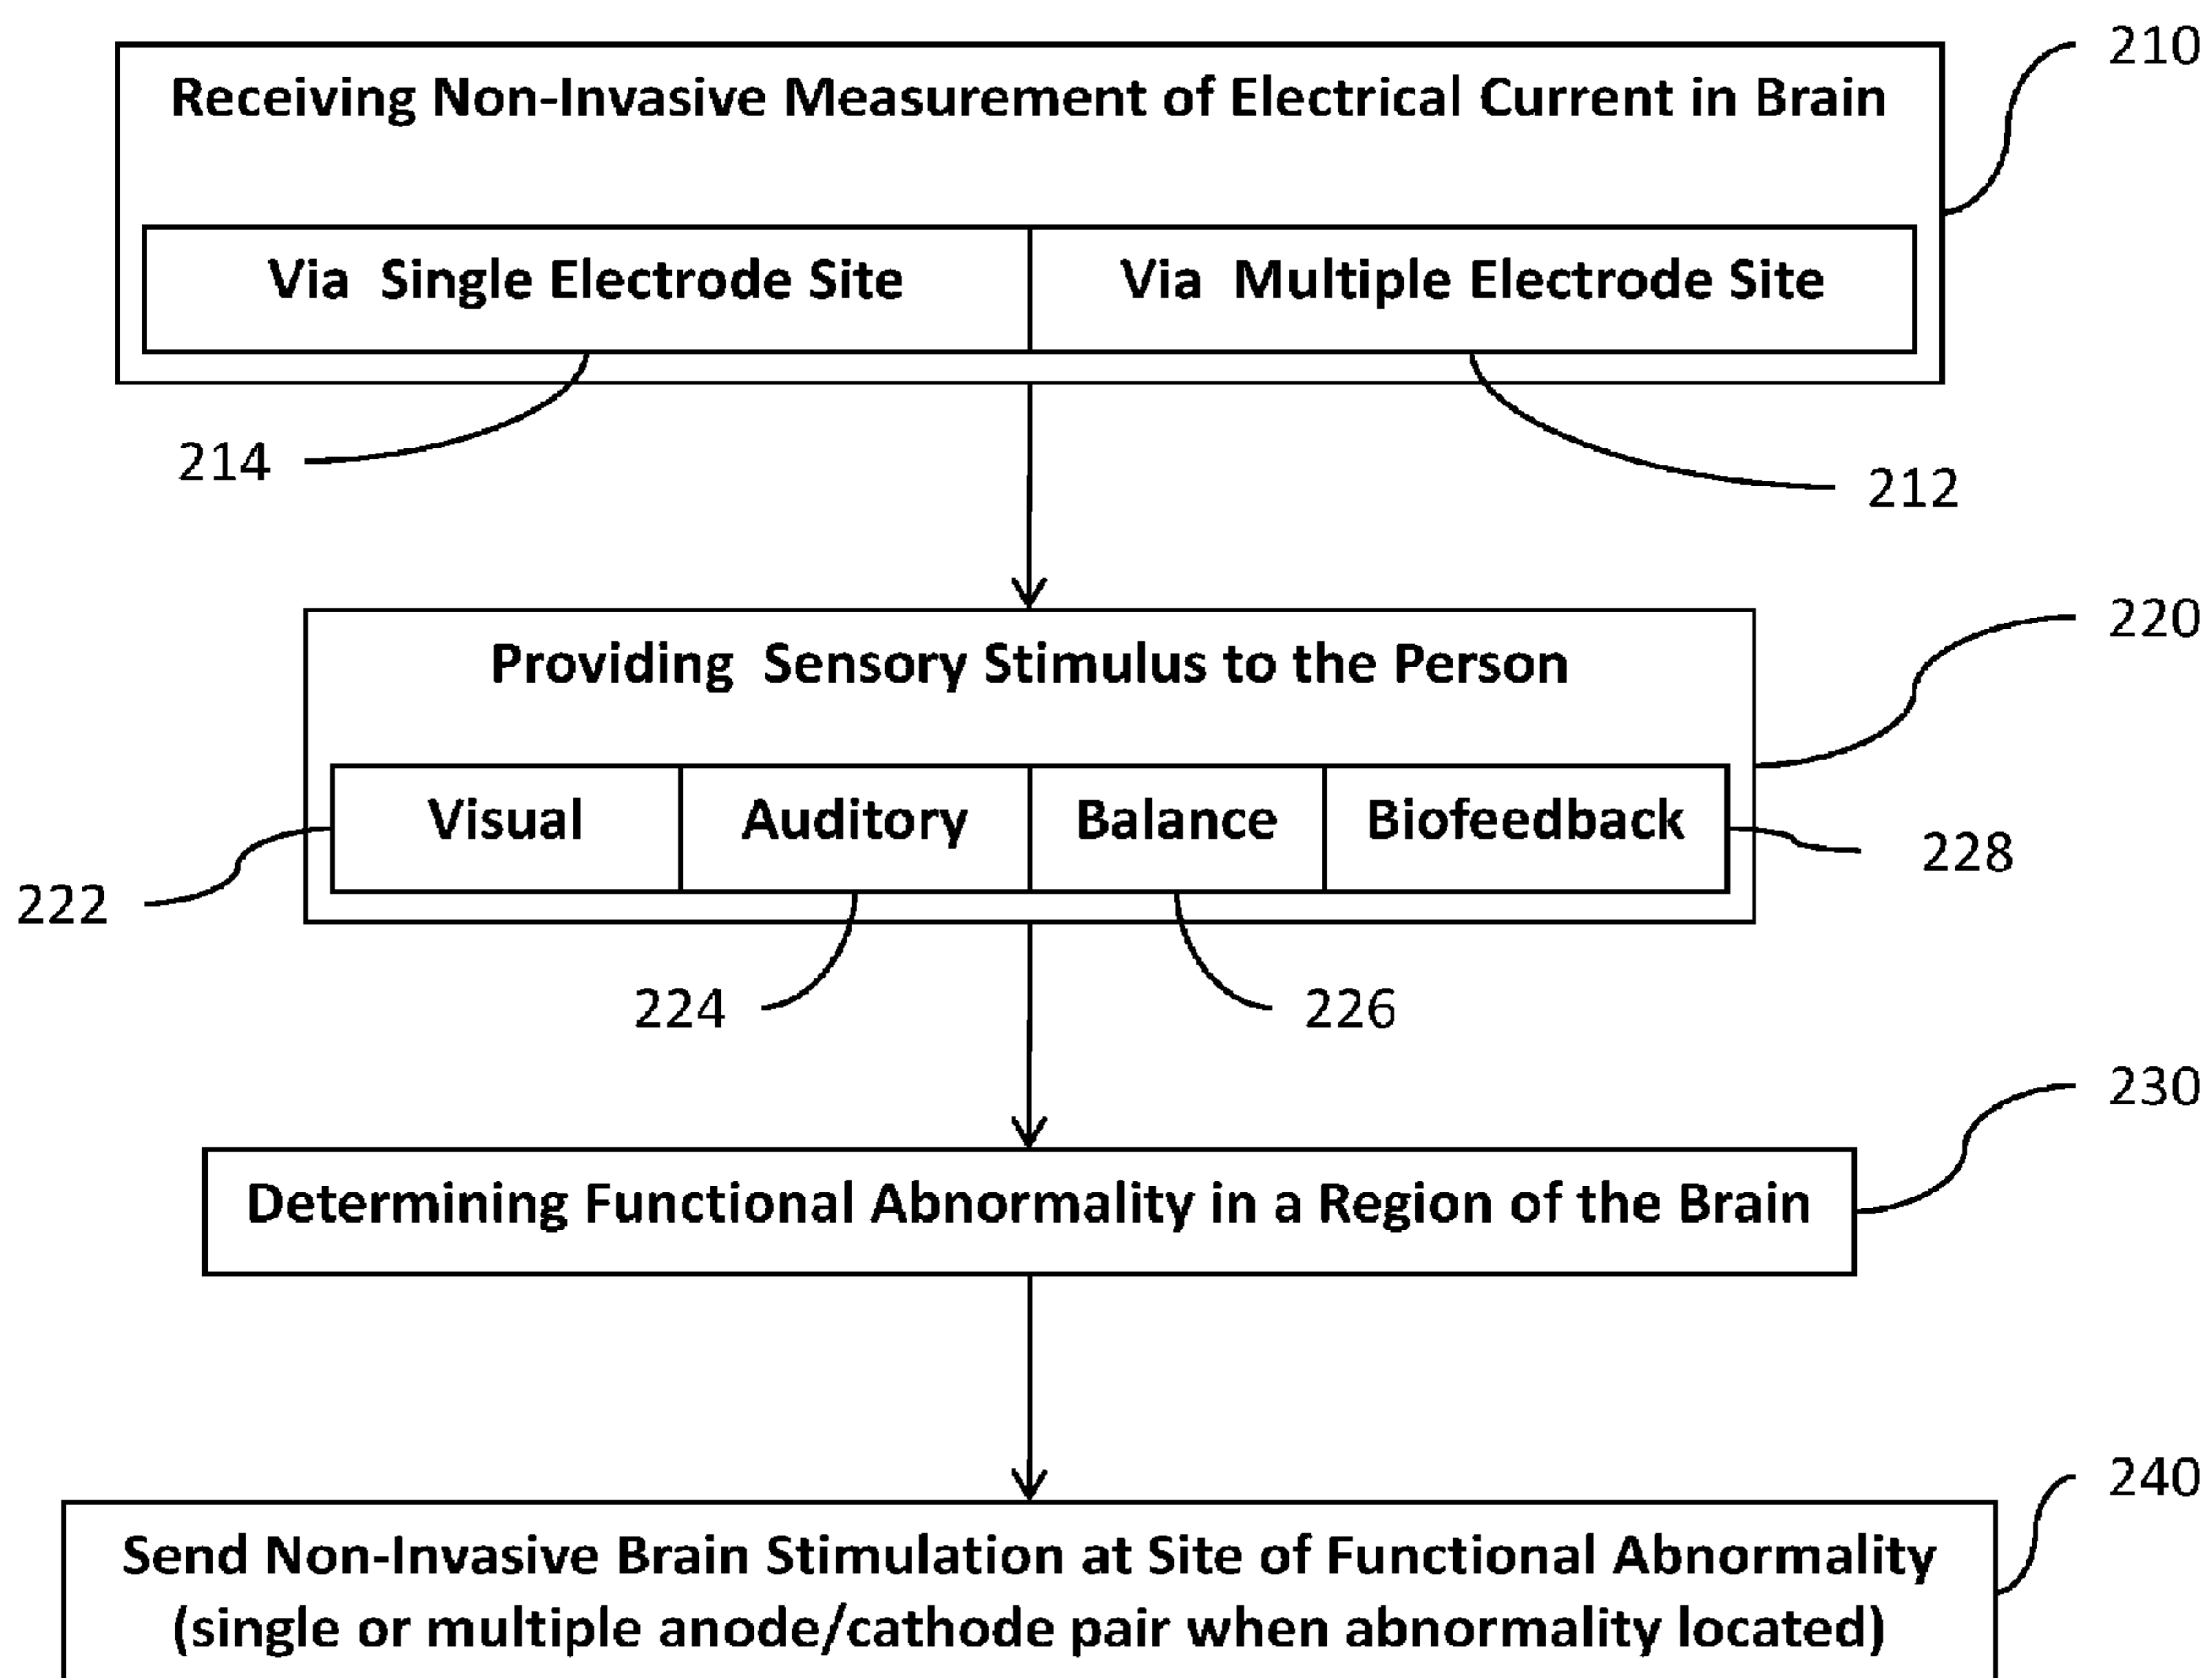 210
Receiving Non-Invasive Measurement of Electrical Current in Brain
Via Single Electrode Site
Via Multiple Electrode Site
214
212
220
Providing Sensory Stimulus to the Person
Visual
Auditory
Balance
Biofeedback
228
222
224
226
230
Determining Functional Abnormality in a Region of the Brain
240
Send Non-Invasive Brain Stimulation at Site of Functional Abnormality
(single or multiple anode/cathode pair when abnormality located)